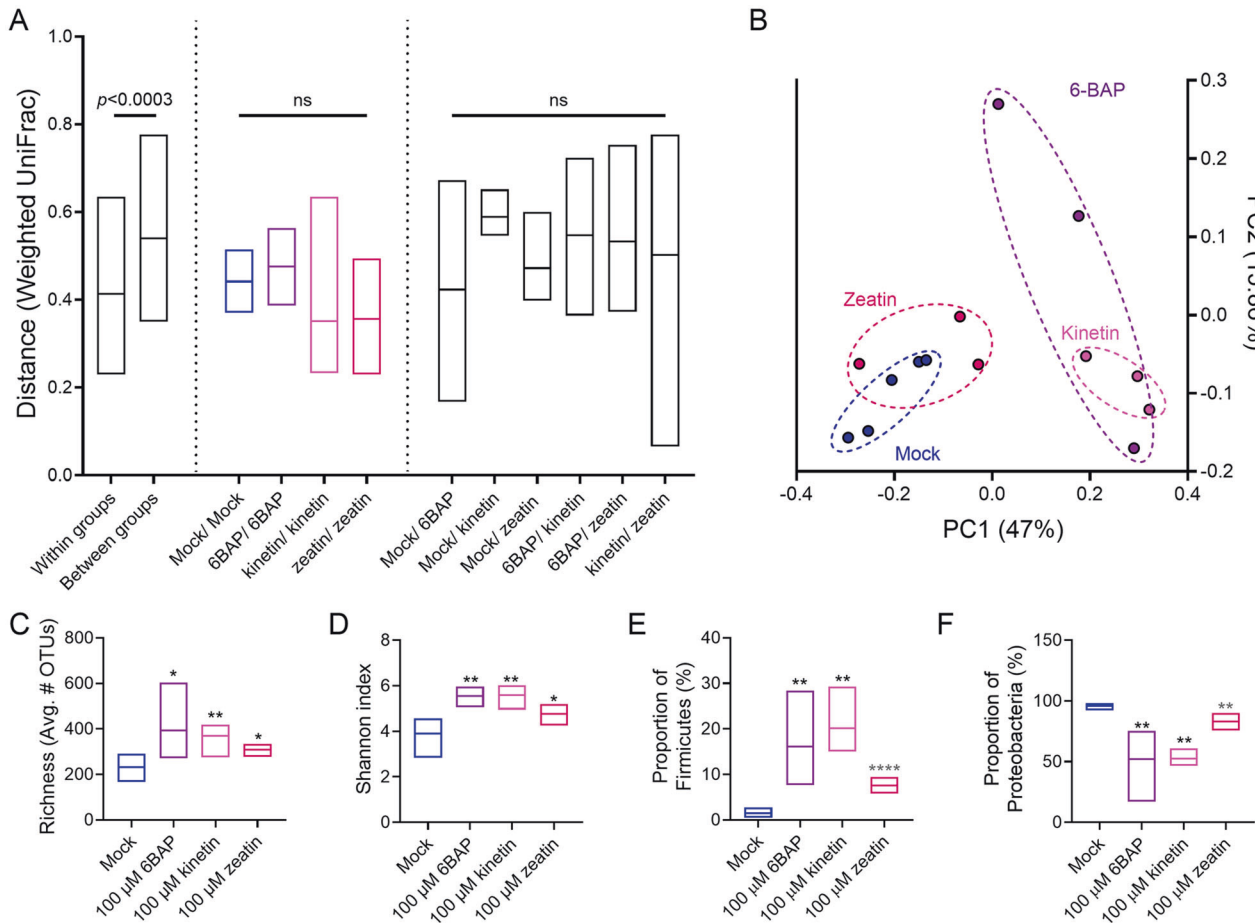 A
Distance (Weighted UniFrac)
1.0
0.8
0.6
0.4
0.2
0.0
p<0.0003
ns
ns
Within groups
Between groups
Mock/ Mock
6BAP/ 6BAP
kinetin/ kinetin
zeatin/ zeatin
Mock/ 6BAP
Mock/ kinetin
Mock/ zeatin
6BAP/ kinetin
6BAP/ zeatin
kinetin/ zeatin
B
6-BAP
Zeatin
Kinetin
Mock
0.3
0.2
0.1
0.0
-0.1
-0.2
-0.4
-0.2
0.0
0.2
0.4
PC1 (47%)
C
Richness (Avg. # OTUs)
800
600
400
200
0
*
**
*
Mock
100 µM 6BAP
100 µM kinetin
100 µM zeatin
D
Shannon index
8
6
4
2
0
**
**
*
Mock
100 µM 6BAP
100 µM kinetin
100 µM zeatin
E
Proportion of
Firmicutes (%)
40
30
20
10
0
**
**
****
Mock
100 µM 6BAP
100 µM kinetin
100 µM zeatin
F
Proportion of
Proteobacteria (%)
150
100
50
0
**
**
**
Mock
100 µM 6BAP
100 µM kinetin
100 µM zeatin